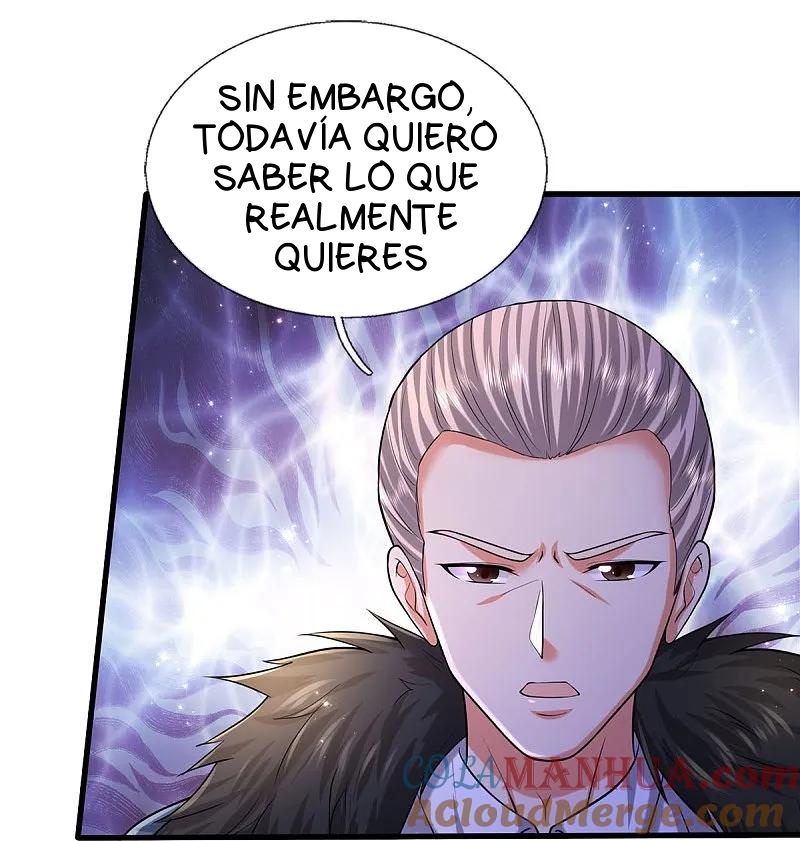 SIN EMBARGO,
TODAVÍA QUIERO
SABER LO QUE
REALMENTE
QUIERES
COLAMANHUA.COM
ACloudMerge.com